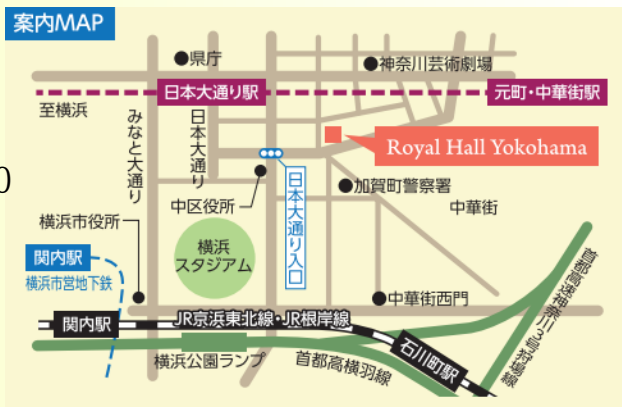 案内MAP
県庁
神奈川芸術劇場
日本大通り駅
元町・中華街駅
至横浜
みなと大通り
日本大通り
Royal Hall Yokohama
0
中区役所
日本大通り入口
加賀町警察署
中華街
横浜市役所
横浜
スタジアム
関内駅
横浜市営地下鉄
中華街西門
関内駅
JR京浜東北線・JR根岸線
石川町駅
横浜公園ランプ
首都高横羽線
首都高速神奈川3号狩場線